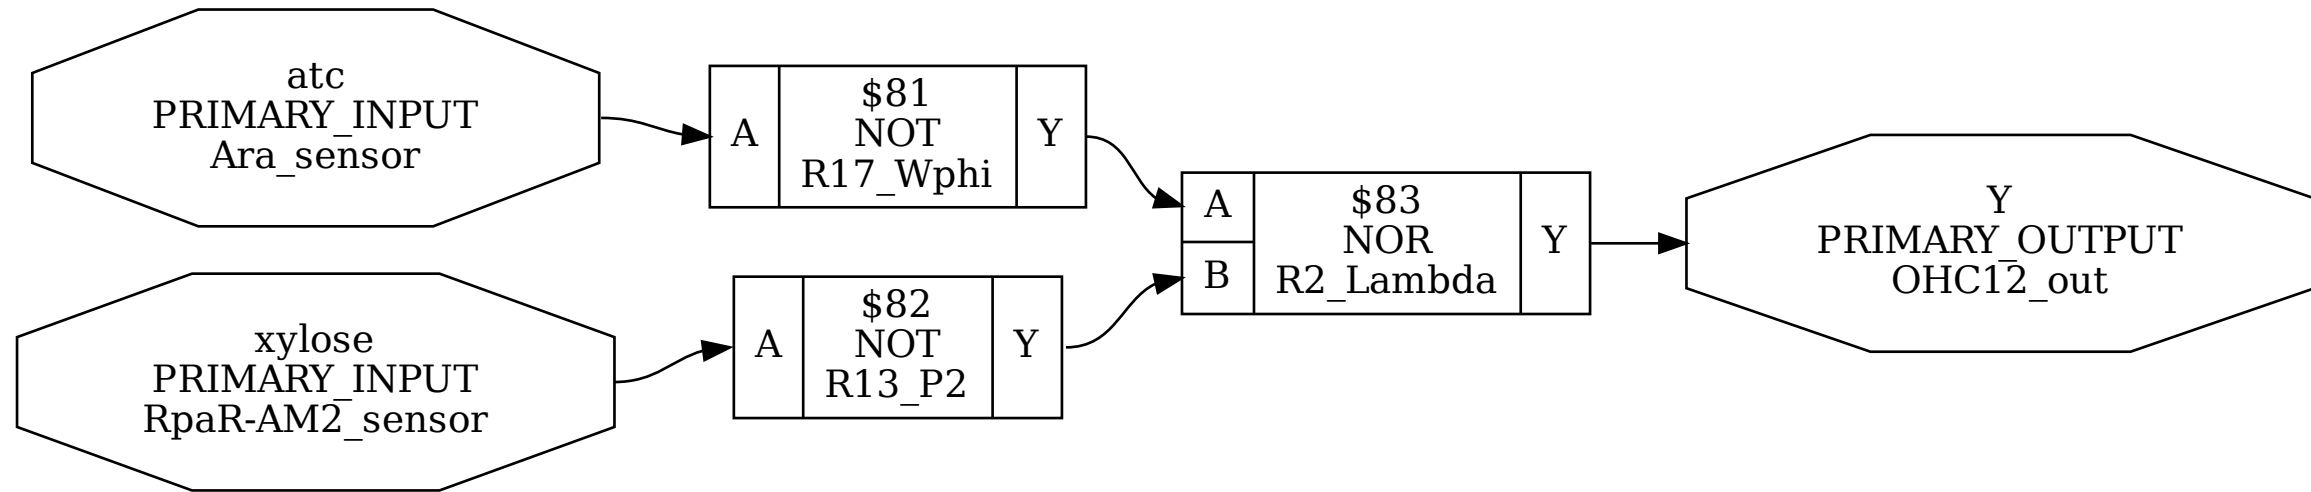 atc
PRIMARY_INPUT
Ara_sensor
A
$81
NOT
R17_Wphi
Y
xylose
PRIMARY_INPUT
RpaR-AM2_sensor
A
$82
NOT
R13_P2
Y
A
B
$83
NOR
R2_Lambda
Y
Y
PRIMARY_OUTPUT
OHC12_out